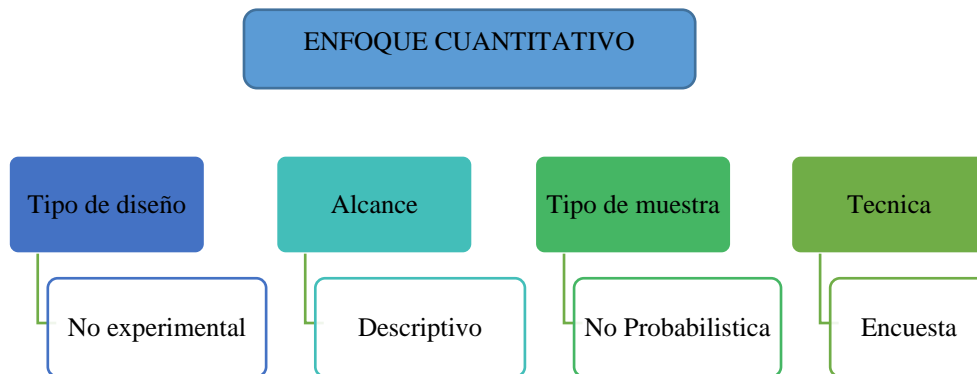 ENFOQUE CUANTITATIVO
Tipo de diseño
Alcance
Tipo de muestra
Tecnica
No experimental
Descriptivo
No Probabilistica
Encuesta